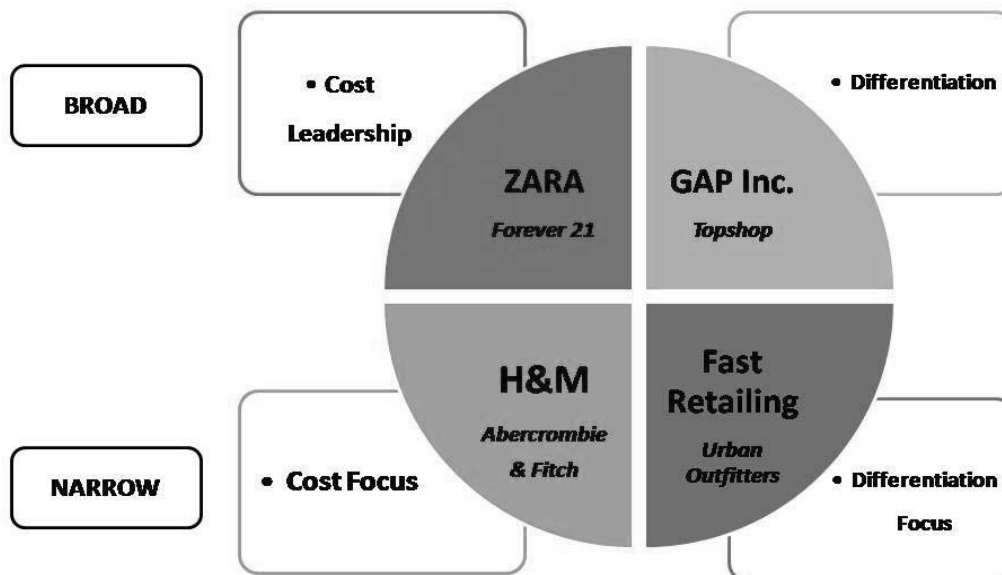 BROAD
• Cost
Leadership
ZARA
Forever 21
GAP Inc.
Topshop
• Differentiation
NARROW
• Cost Focus
H&M
Abercrombie
& Fitch
Fast
Retailing
Urban
Outfitters
• Differentiation
Focus